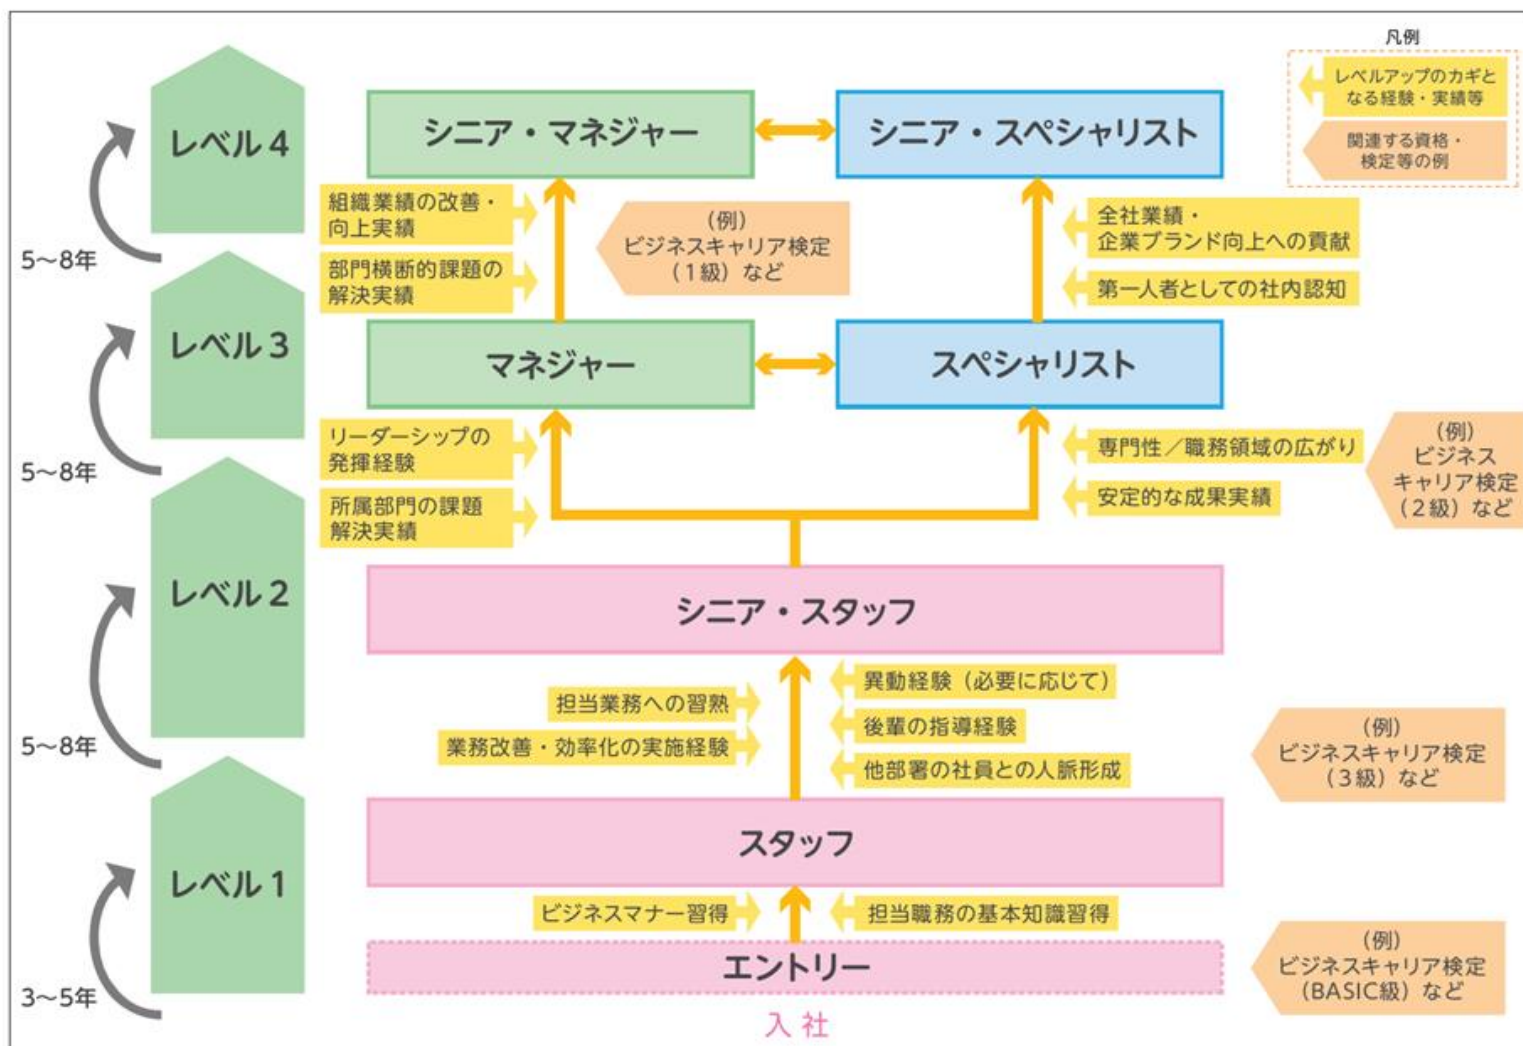 凡例
レベルアップのカギと
なる経験・実績等
関連する資格・
検定等の例
レベル4
シニア・マネジャー
シニア・スペシャリスト
組織業績の改善・
向上実績
部門横断的課題の
解決実績
(例)
ビジネスキャリア検定
(1級)など
全社業績・
企業ブランド向上への貢献
第一人者としての社内認知
5〜8年
レベル3
マネジャー
スペシャリスト
リーダーシップの
発揮経験
所属部門の課題
解決実績
専門性/職務領域の広がり
安定的な成果実績
(例)
ビジネス
キャリア検定
(2級)など
5〜8年
レベル2
シニア・スタッフ
担当業務への習熟
業務改善・効率化の実施経験
異動経験(必要に応じて)
後輩の指導経験
他部署の社員との人脈形成
(例)
ビジネスキャリア検定
(3級)など
5〜8年
レベル1
スタッフ
ビジネスマナー習得
担当職務の基本知識習得
エントリー
(例)
ビジネスキャリア検定
(BASIC級)など
3〜5年
入社